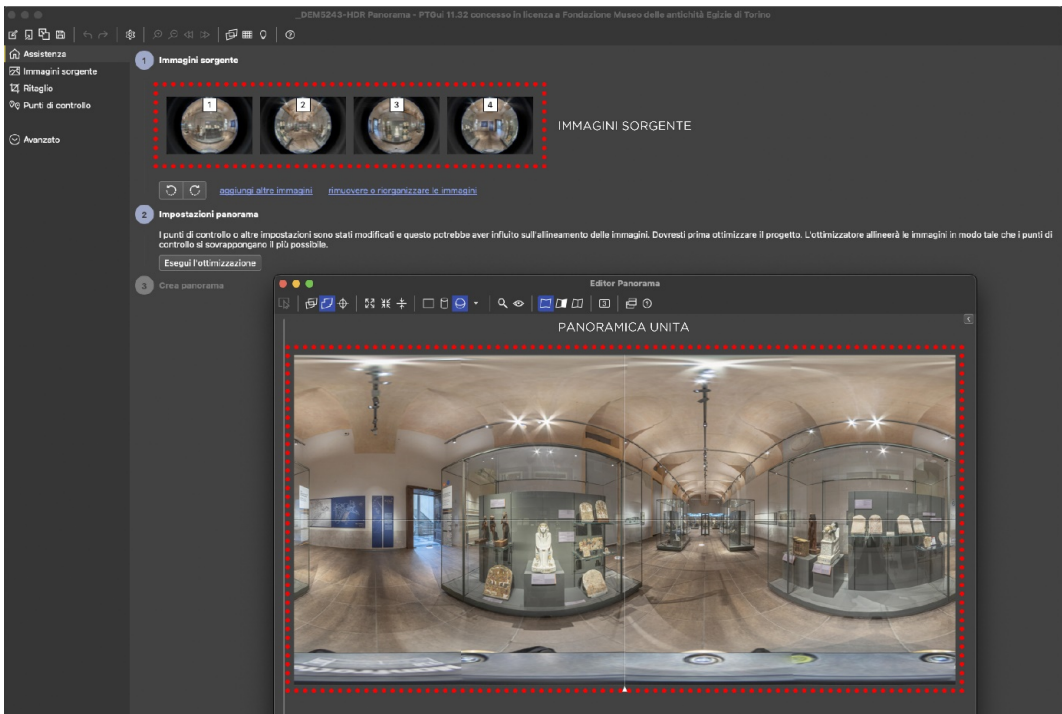 _DEM5243-HDR Panorama - PTGui 11.32 concesso in licenza a Fondazione Museo delle antichità Egizie di Torino
Assistenza
Immagini sorgente
Ritaglio
Punti di controllo
Avanzato
1 Immagini sorgente
1 2 3 4
IMMAGINI SORGENTE
aggiungi altre immagini rimuovere o riorganizzare le immagini
2 Impostazioni panorama
I punti di controllo o altre impostazioni sono stati modificati e questo potrebbe aver influito sull'allineamento delle immagini. Dovresti prima ottimizzare il progetto. L'ottimizzatore allineerà le immagini in modo tale che i punti di
controllo si sovrappongano il più possibile.
Esegui l'ottimizzazione
3 Crea panorama
Editor Panorama
PANORAMICA UNITA